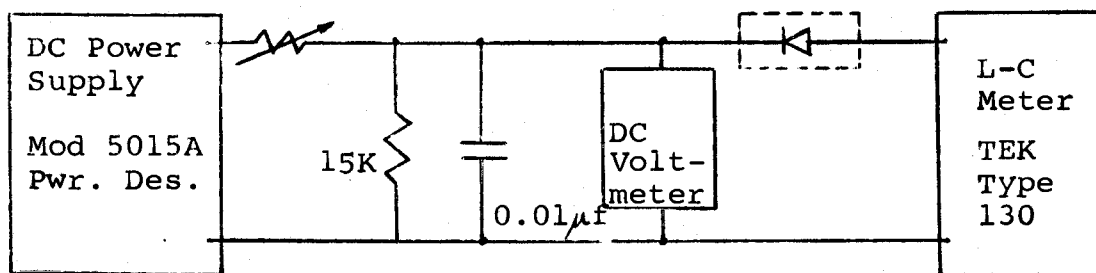 DC Power
Supply
Mod 5015A
Pwr. Des.
15K
0.01μf
DC
Volt-
meter
L-C
Meter
TEK
Type
130